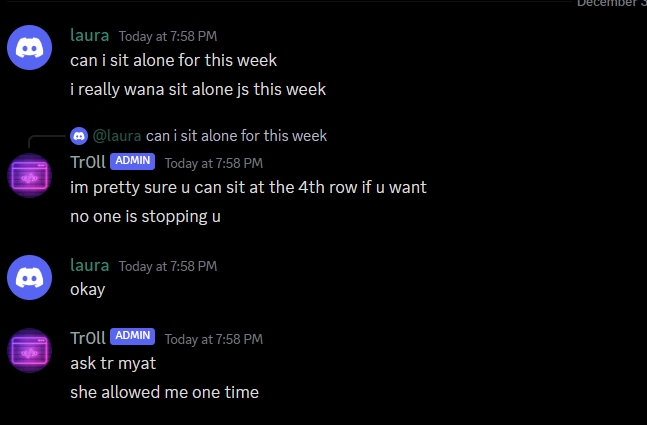 December 3
laura Today at 7:58 PM
can i sit alone for this week
i really wana sit alone js this week
@laura can i sit alone for this week
Tr0ll ADMIN Today at 7:58 PM
im pretty sure u can sit at the 4th row if u want
no one is stopping u
laura Today at 7:58 PM
okay
Tr0ll ADMIN Today at 7:58 PM
ask tr myat
she allowed me one time